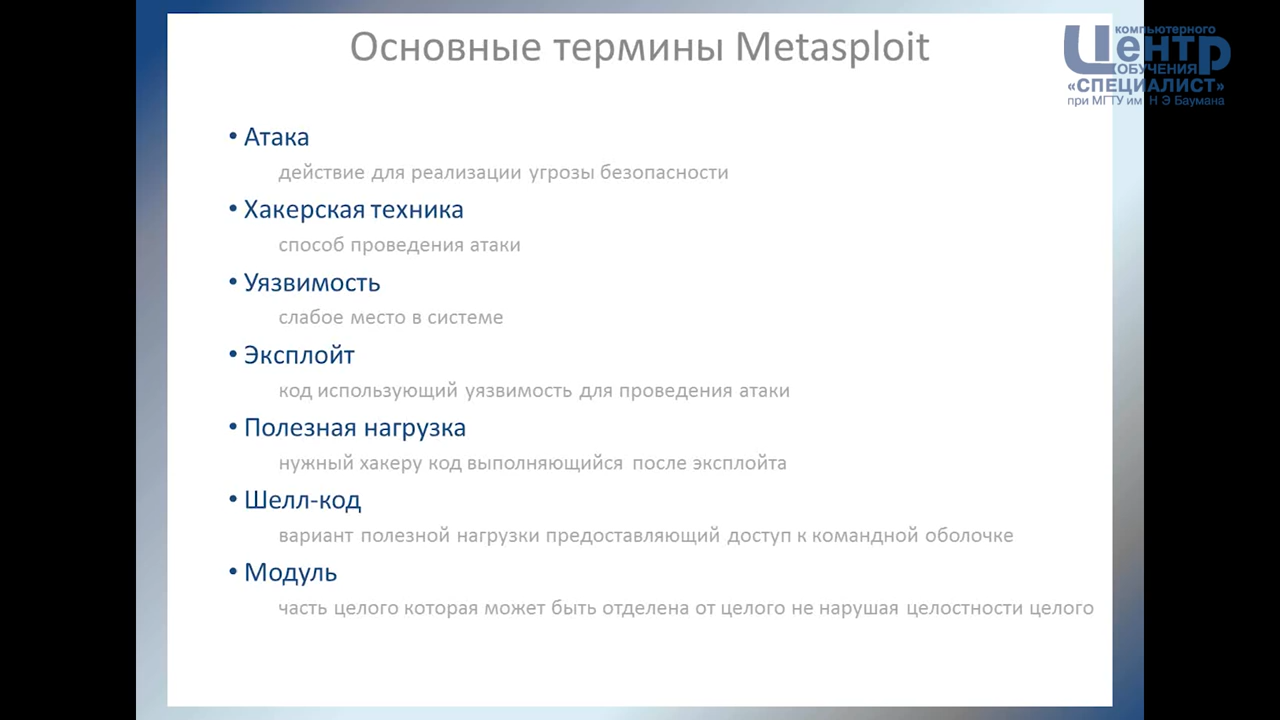 Основные термины Metasploit
компьютерного
Центр
ОБУЧЕНИЯ
«СПЕЦИАЛИСТ»
при МГТУ им Н Э Баумана
• Атака
действие для реализации угрозы безопасности
• Хакерская техника
способ проведения атаки
• Уязвимость
слабое место в системе
• Эксплойт
код использующий уязвимость для проведения атаки
• Полезная нагрузка
нужный хакеру код выполняющийся после эксплойта
• Шелл-код
вариант полезной нагрузки предоставляющий доступ к командной оболочке
• Модуль
часть целого которая может быть отделена от целого не нарушая целостности целого